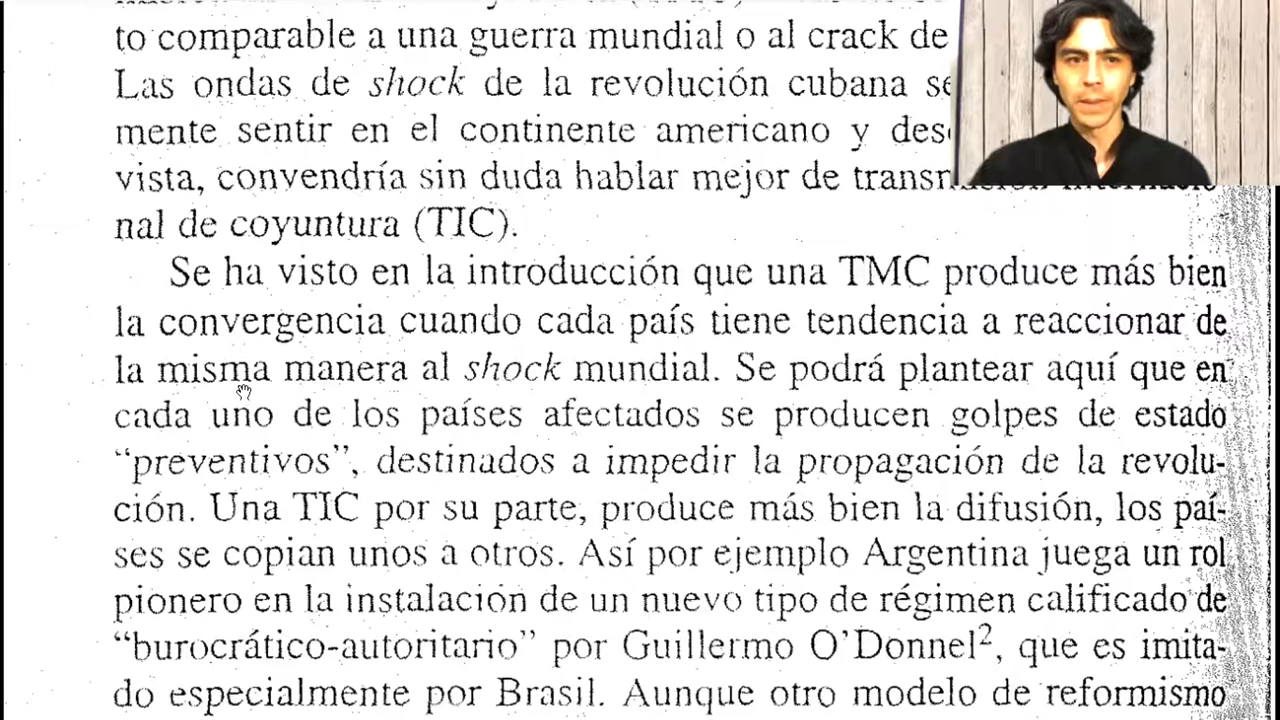 to comparable a una guerra mundial o al crack de
Las ondas de shock de la revolución cubana se
mente sentir en el continente americano y des
vista, convendría sin duda hablar mejor de
nal de coyuntura (TIC).
Se ha visto en la introducción que una TMC produce más bien
la convergencia cuando cada país tiene tendencia a reaccionar de
la misma manera al shock mundial. Se podrá plantear aquí que en
cada uno de los países afectados se producen golpes de estado
“preventivos”, destinados a impedir la propagación de la revolu-
ción. Una TIC por su parte, produce más bien la difusión, los paí-
ses se copian unos a otros. Así por ejemplo Argentina juega un rol
pionero en la instalación de un nuevo tipo de régimen calificado de
“burocrático-autoritario” por Guillermo O’Donnel², que es imita-
do especialmente por Brasil. Aunque otro modelo de reformismo